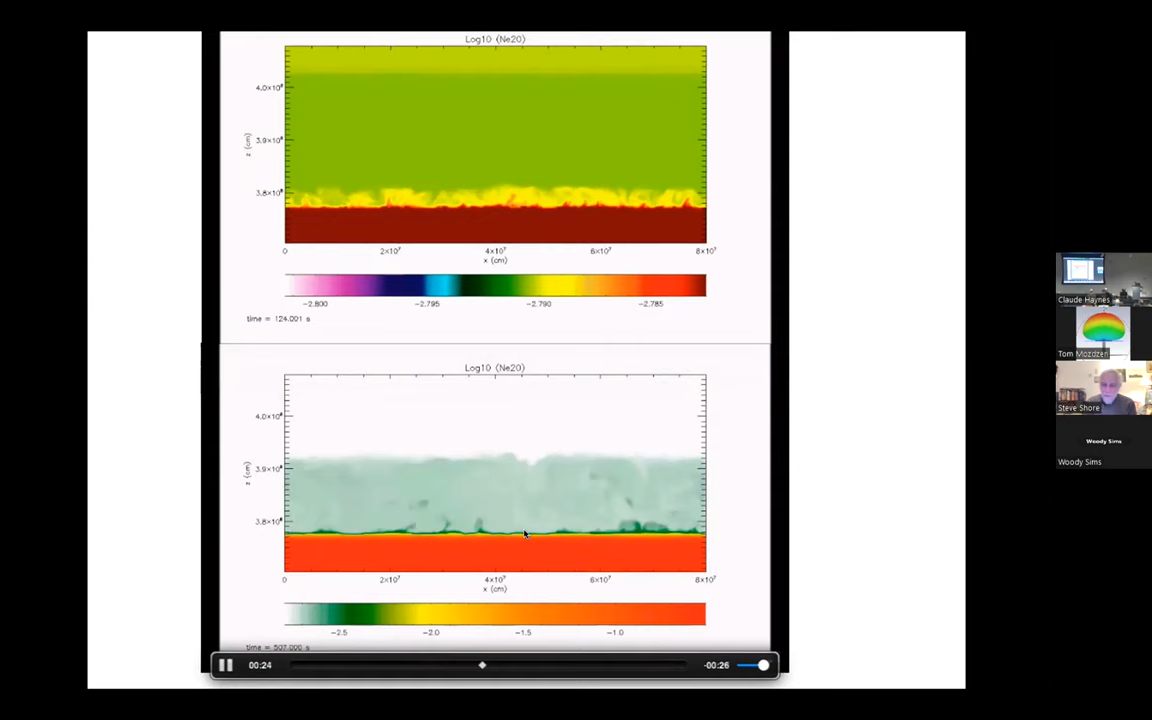 Log10 (Ne20)
4.0×10⁸
3.9×10⁸
3.8×10⁸
z (cm)
0 2×10⁷ 4×10⁷ 6×10⁷ 8×10⁷
x (cm)
-2.800 -2.795 -2.790 -2.785
time = 124.001 s
Log10 (Ne20)
4.0×10⁸
3.9×10⁸
3.8×10⁸
z (cm)
0 2×10⁷ 4×10⁷ 6×10⁷ 8×10⁷
x (cm)
-2.5 -2.0 -1.5 -1.0
time = 507.000 s
00:24 -00:26
Claude Haynes
Tom Mozdzen
Steve Shore
Woody Sims
Woody Sims